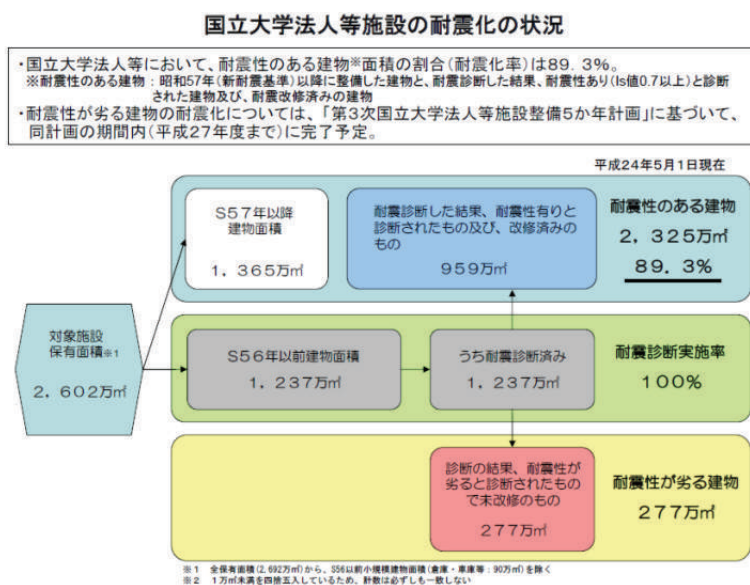 国立大学法人等施設の耐震化の状況
・国立大学法人等において、耐震性のある建物※面積の割合(耐震化率)は89．3%。
※耐震性のある建物：昭和57年(新耐震基準)以降に整備した建物と、耐震診断した結果、耐震性あり(Is値0.7以上)と診断
された建物及び、耐震改修済みの建物
・耐震性が劣る建物の耐震化については、「第3次国立大学法人等施設整備5か年計画」に基づいて、
同計画の期間内(平成27年度まで)に完了予定。
平成24年5月1日現在
S57年以降
建物面積
1，365万㎡
耐震診断した結果、耐震性有りと
診断されたもの及び、改修済みの
もの
959万㎡
耐震性のある建物
2，325万㎡
89．3%
対象施設
保有面積※1
2，602万㎡
S56年以前建物面積
1，237万㎡
うち耐震診断済み
1，237万㎡
耐震診断実施率
100%
診断の結果、耐震性が
劣ると診断されたもの
で未改修のもの
277万㎡
耐震性が劣る建物
277万㎡
※1 全保有面積(2,692万㎡)から、S56以前小規模建物面積(倉庫・車庫等：90万㎡)を除く
※2 1万㎡未満を四捨五入しているため、計数は必ずしも一致しない